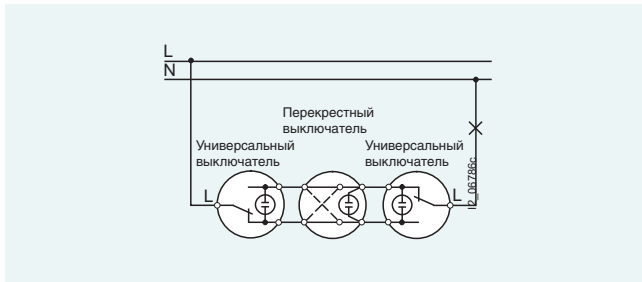 L
N
Перекрестный
выключатель
Универсальный
выключатель
Универсальный
выключатель
L
L
I2_06786c